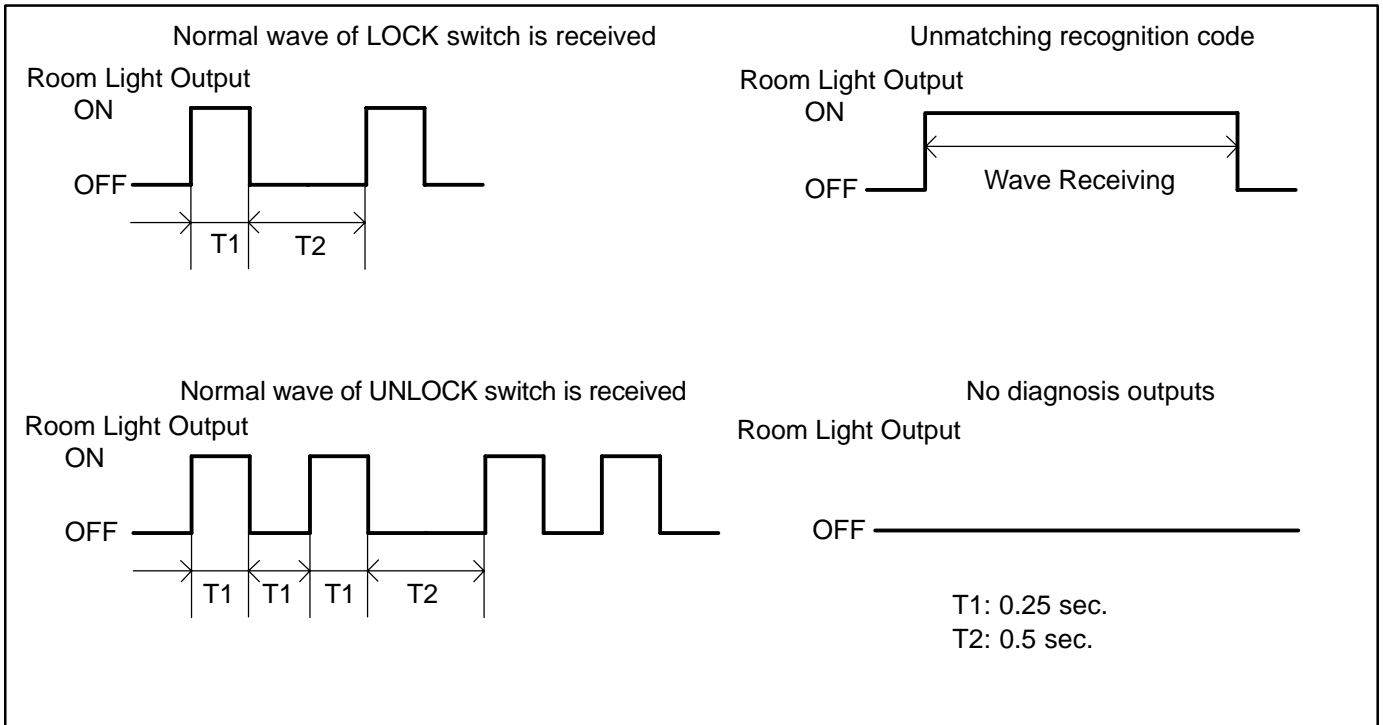 Normal wave of LOCK switch is received
Room Light Output
ON
OFF
T1 T2
Unmatching recognition code
Room Light Output
ON
OFF
Wave Receiving
Normal wave of UNLOCK switch is received
Room Light Output
ON
OFF
T1 T1 T1 T2
No diagnosis outputs
Room Light Output
OFF
T1: 0.25 sec.
T2: 0.5 sec.